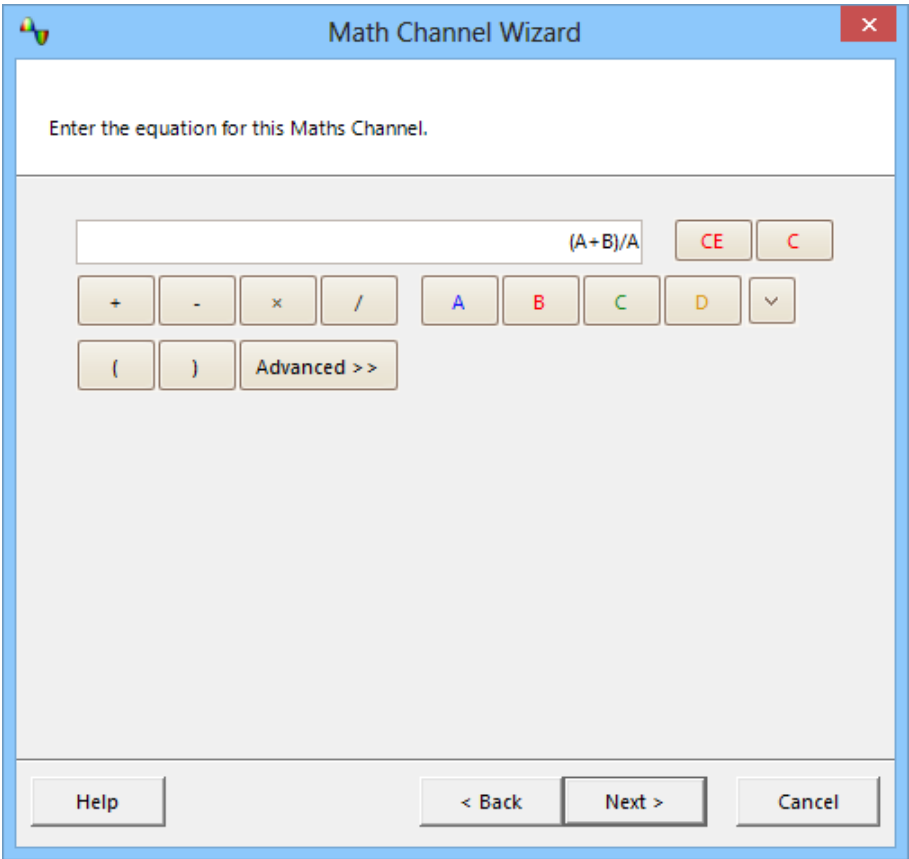 Math Channel Wizard
Enter the equation for this Maths Channel.
(A+B)/A CE C
+ - × / A B C D
( ) Advanced >>
Help < Back Next > Cancel